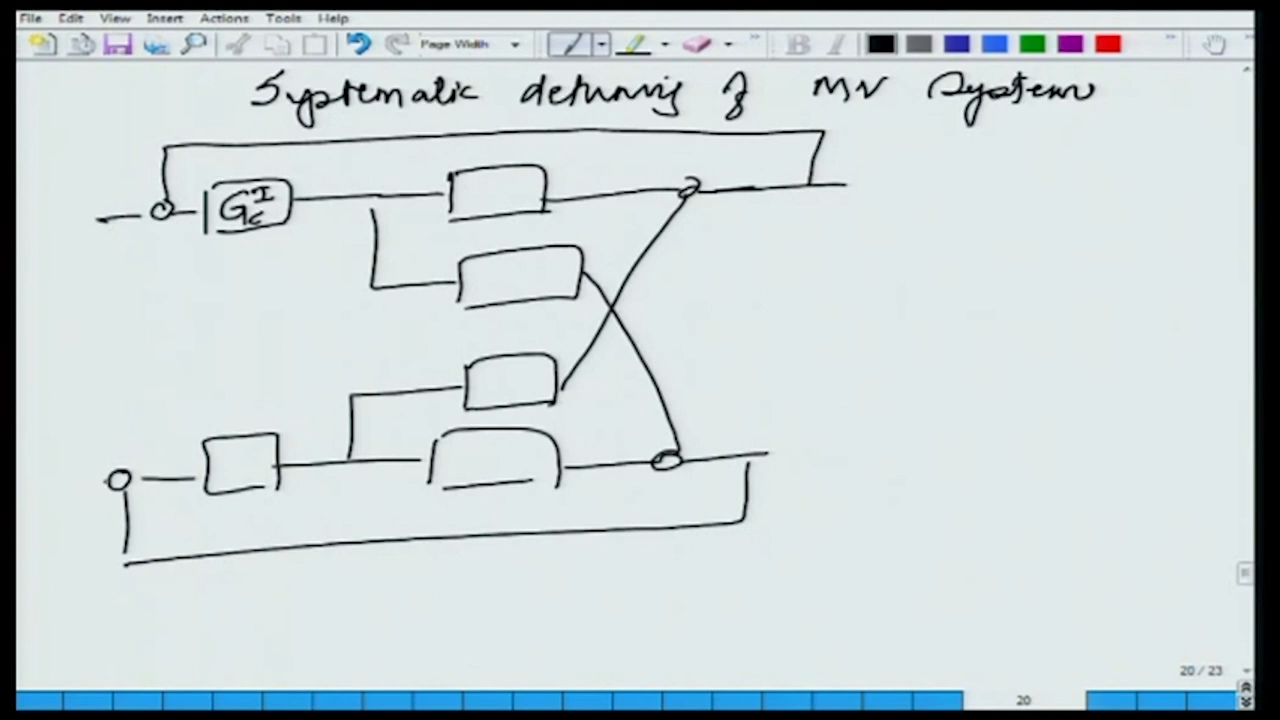 File Edit View Insert Actions Tools Help
Page Width
Systematic detuning of MV System
G_c^I
20 / 23
20